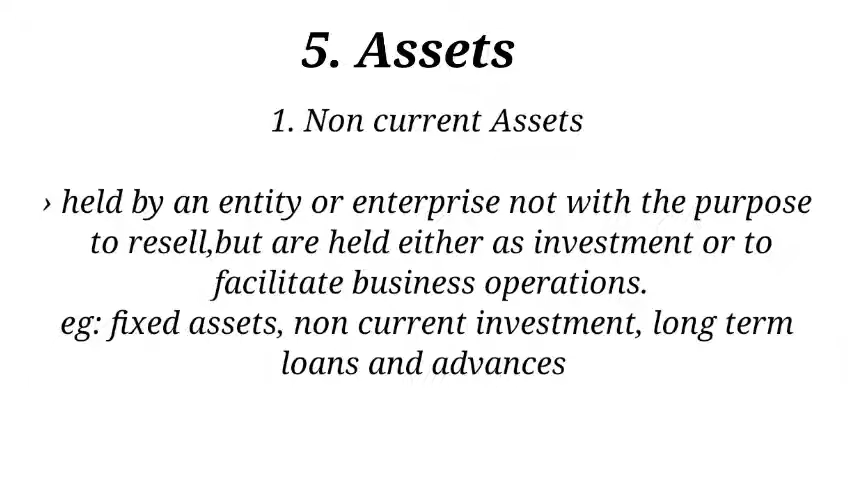 5. Assets
1. Non current Assets
› held by an entity or enterprise not with the purpose
to resell,but are held either as investment or to
facilitate business operations.
eg: fixed assets, non current investment, long term
loans and advances